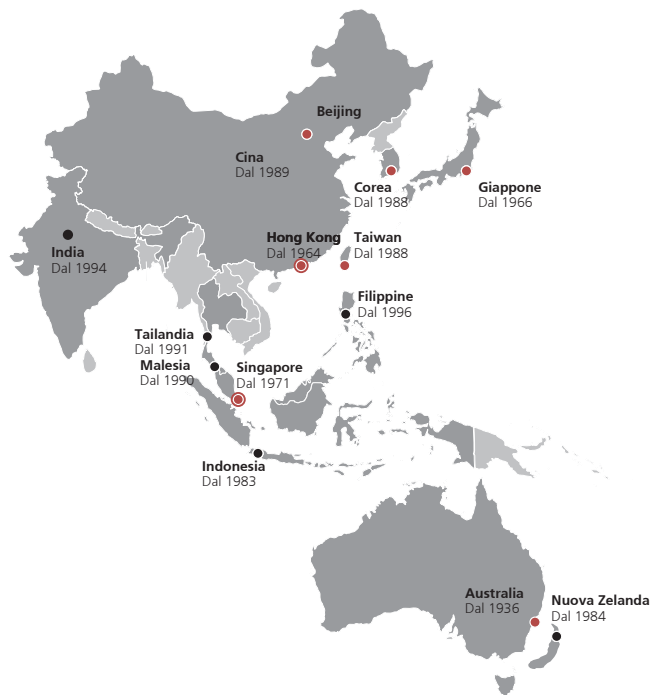 Beijing
Cina
Dal 1989
Corea
Dal 1988
Giappone
Dal 1966
Hong Kong
Dal 1964
Taiwan
Dal 1988
India
Dal 1994
Filippine
Dal 1996
Tailandia
Dal 1991
Malesia
Dal 1990
Singapore
Dal 1971
Indonesia
Dal 1983
Australia
Dal 1936
Nuova Zelanda
Dal 1984